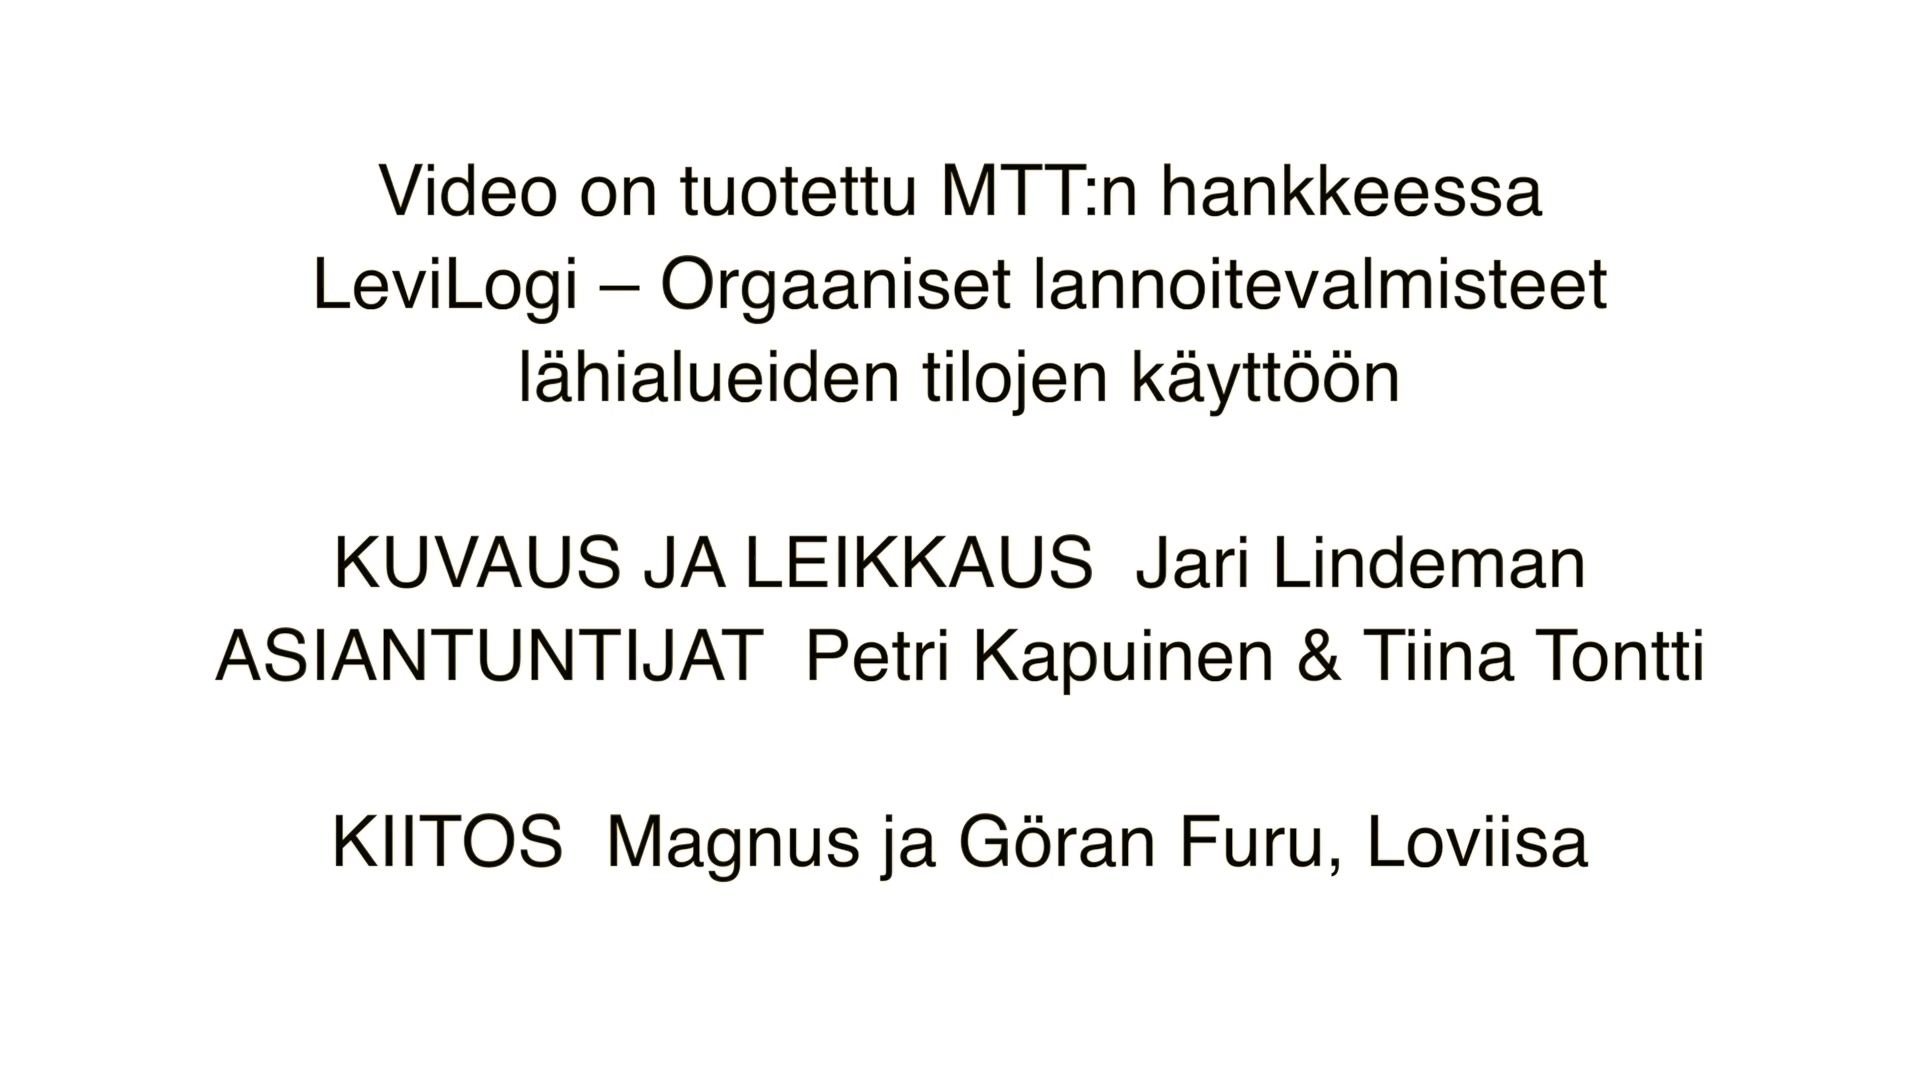 Video on tuotettu MTT:n hankkeessa
LeviLogi – Orgaaniset lannoitevalmisteet
lähialueiden tilojen käyttöön
KUVAUS JA LEIKKAUS  Jari Lindeman
ASIANTUNTIJAT  Petri Kapuinen & Tiina Tontti
KIITOS  Magnus ja Göran Furu, Loviisa